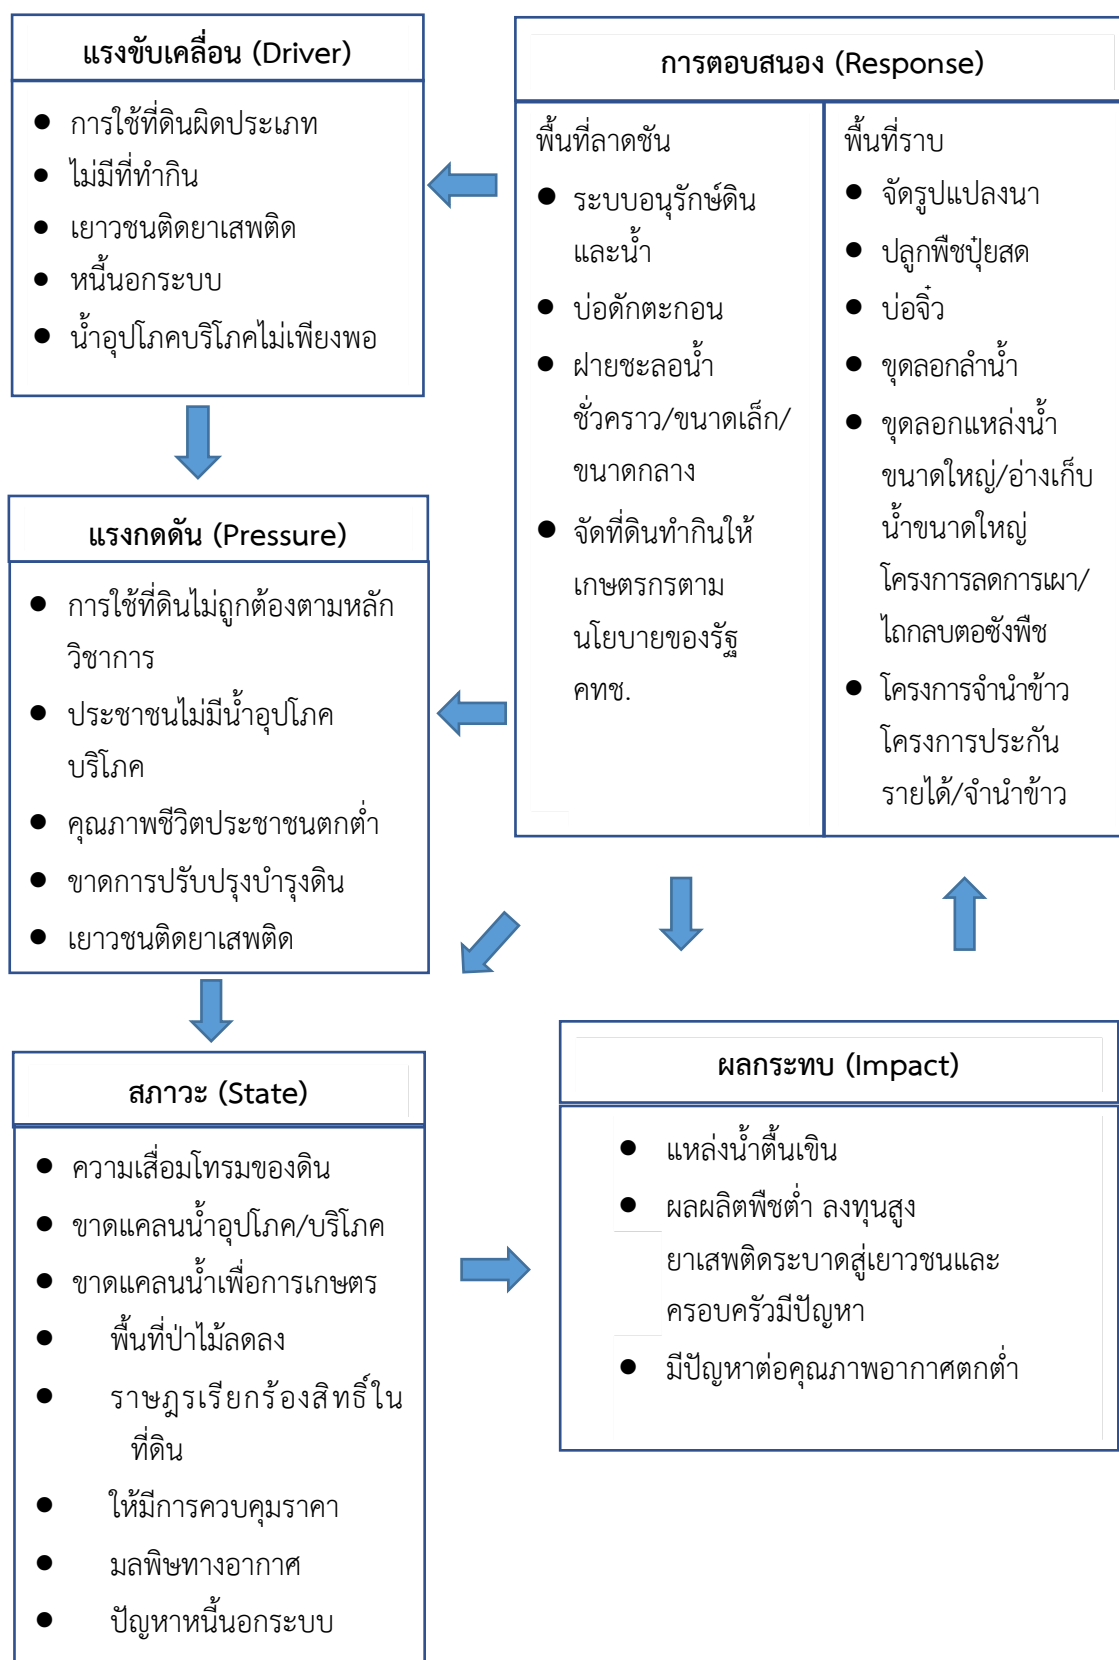 แรงขับเคลื่อน (Driver)
การใช้ที่ดินผิดประเภท
ไม่มีที่ทำกิน
เยาวชนติดยาเสพติด
หนี้นอกระบบ
น้ำอุปโภคบริโภคไม่เพียงพอ
การตอบสนอง (Response)
พื้นที่ลาดชัน
ระบบอนุรักษ์ดิน
และน้ำ
บ่อดักตะกอน
ฝายชะลอน้ำ
ชั่วคราว/ขนาดเล็ก/
ขนาดกลาง
จัดที่ดินทำกินให้
เกษตรกรตาม
นโยบายของรัฐ
คทช.
พื้นที่ราบ
จัดรูปแปลงนา
ปลูกพืชปุ๋ยสด
บ่อจิ๋ว
ขุดลอกลำน้ำ
ขุดลอกแหล่งน้ำ
ขนาดใหญ่/อ่างเก็บ
น้ำขนาดใหญ่
โครงการลดการเผา/
ไถกลบตอซังพืช
โครงการจำนำข้าว
โครงการประกัน
รายได้/จำนำข้าว
แรงกดดัน (Pressure)
การใช้ที่ดินไม่ถูกต้องตามหลัก
วิชาการ
ประชาชนไม่มีน้ำอุปโภค
บริโภค
คุณภาพชีวิตประชาชนตกต่ำ
ขาดการปรับปรุงบำรุงดิน
เยาวชนติดยาเสพติด
สภาวะ (State)
ความเสื่อมโทรมของดิน
ขาดแคลนน้ำอุปโภค/บริโภค
ขาดแคลนน้ำเพื่อการเกษตร
พื้นที่ป่าไม้ลดลง
ราษฎรเรียกร้องสิทธิ์ใน
ที่ดิน
ให้มีการควบคุมราคา
มลพิษทางอากาศ
ปัญหาหนี้นอกระบบ
ผลกระทบ (Impact)
แหล่งน้ำตื้นเขิน
ผลผลิตพืชต่ำ ลงทุนสูง
ยาเสพติดระบาดสู่เยาวชนและ
ครอบครัวมีปัญหา
มีปัญหาต่อคุณภาพอากาศตกต่ำ